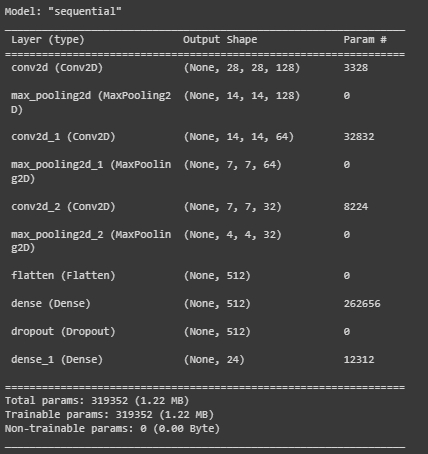 Model: "sequential"
_________________________________________________________________
Layer (type) Output Shape Param #
=================================================================
conv2d (Conv2D) (None, 28, 28, 128) 3328
max_pooling2d (MaxPooling2 (None, 14, 14, 128) 0
D)
conv2d_1 (Conv2D) (None, 14, 14, 64) 32832
max_pooling2d_1 (MaxPoolin (None, 7, 7, 64) 0
g2D)
conv2d_2 (Conv2D) (None, 7, 7, 32) 8224
max_pooling2d_2 (MaxPoolin (None, 4, 4, 32) 0
g2D)
flatten (Flatten) (None, 512) 0
dense (Dense) (None, 512) 262656
dropout (Dropout) (None, 512) 0
dense_1 (Dense) (None, 24) 12312
=================================================================
Total params: 319352 (1.22 MB)
Trainable params: 319352 (1.22 MB)
Non-trainable params: 0 (0.00 Byte)
_________________________________________________________________